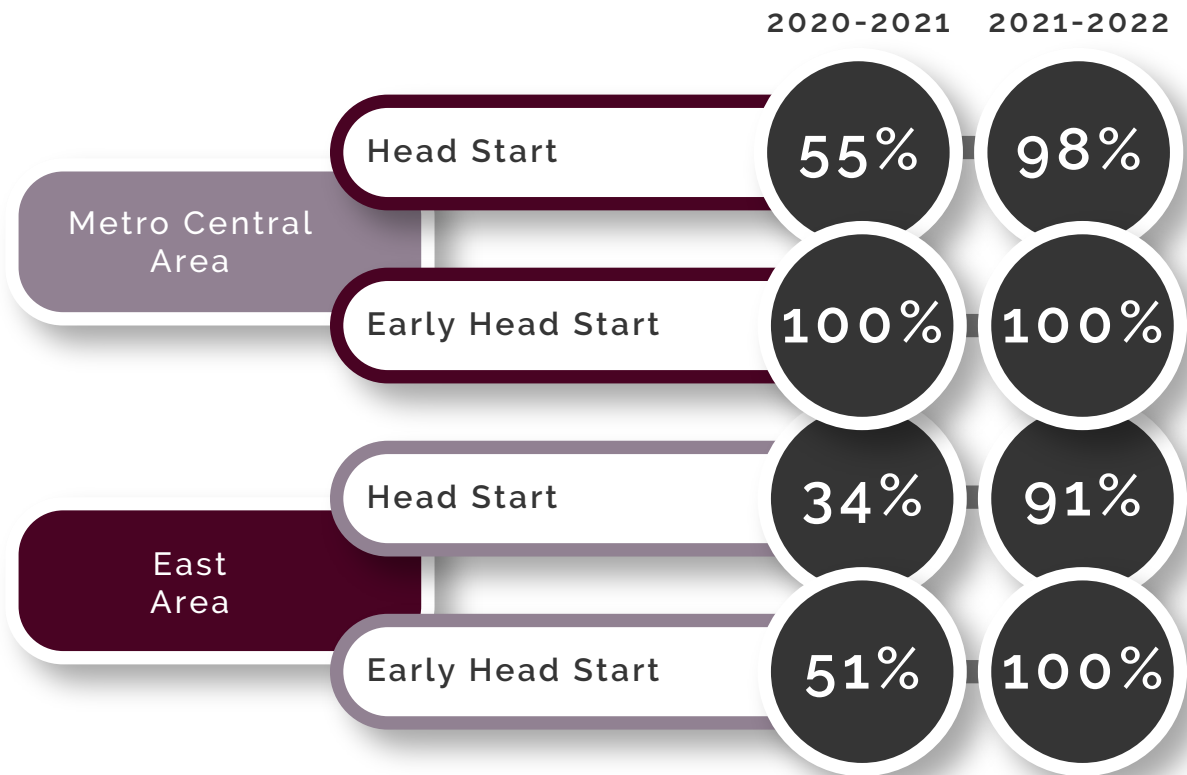 2020-2021 2021-2022
Metro Central
Area
Head Start 55% 98%
Early Head Start 100% 100%
East
Area
Head Start 34% 91%
Early Head Start 51% 100%